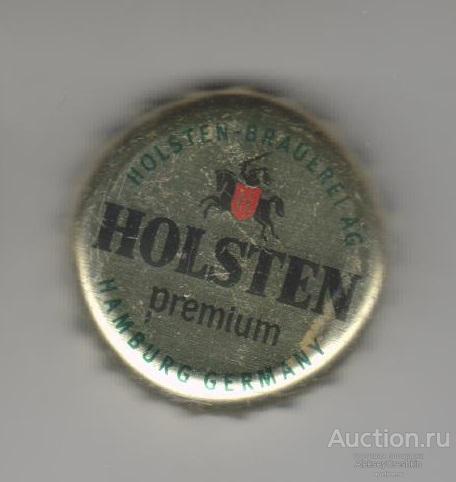 HOLSTEN-BRAUEREI AG
HOLSTEN
premium
HAMBURG GERMANY
Auction.ru